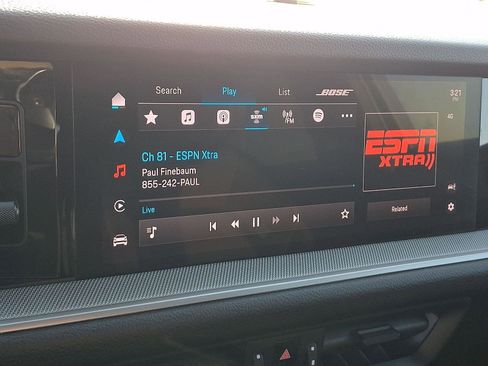 Search Play List BOSE
3:21
PM
sxm FM
4G
Ch 81 - ESPN Xtra
Paul Finebaum
855-242-PAUL
ESPN
XTRA
Live
Related